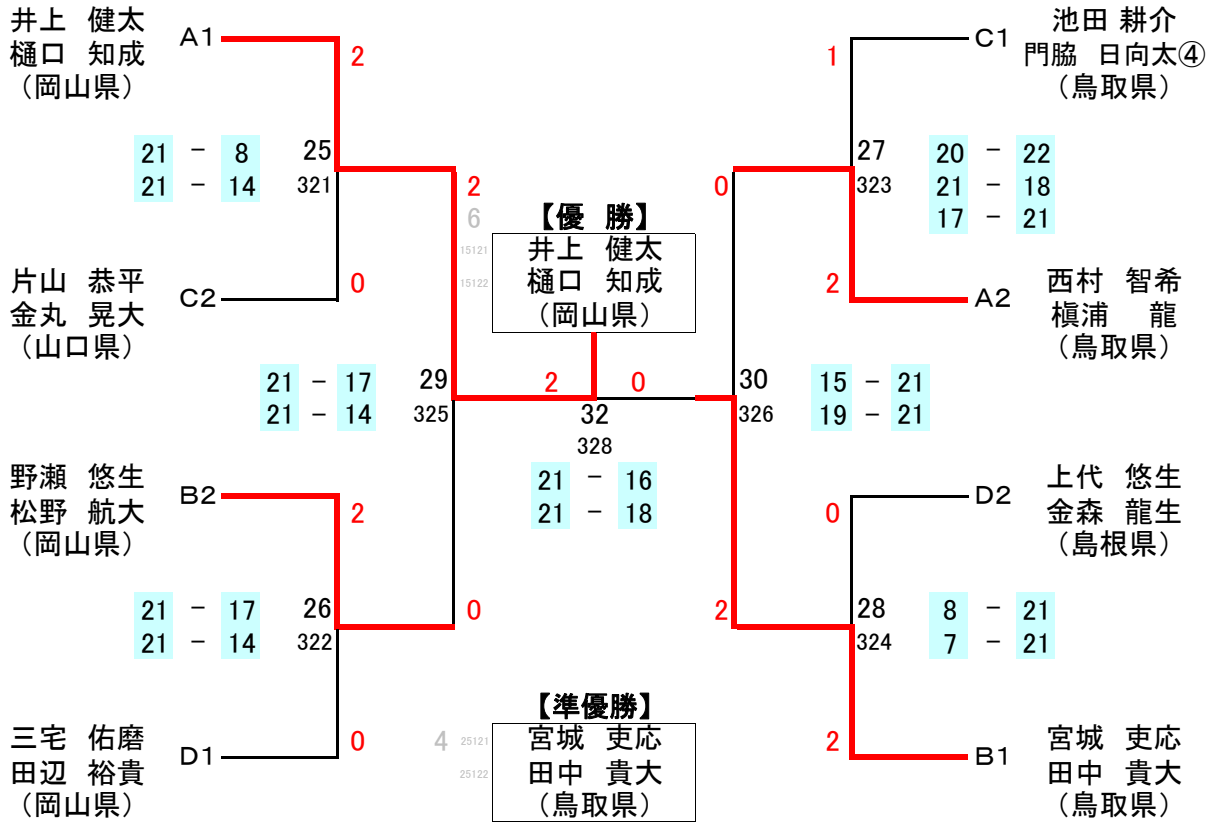 井上 健太
樋口 知成
（岡山県）
A1
2
21 - 8
21 - 14
25
321
片山 恭平
金丸 晃大
（山口県）
C2
0
2
6
15121
15122
【優 勝】
井上 健太
樋口 知成
（岡山県）
21 - 17
21 - 14
29
325
2
0
32
328
21 - 16
21 - 18
野瀬 悠生
松野 航大
（岡山県）
B2
2
21 - 17
21 - 14
26
322
0
三宅 佑磨
田辺 裕貴
（岡山県）
D1
0
4
25121
25122
【準優勝】
宮城 吏応
田中 貴大
（鳥取県）
1
C1
池田 耕介
門脇 日向太④
（鳥取県）
27
323
20 - 22
21 - 18
17 - 21
0
2
A2
西村 智希
槇浦 龍
（鳥取県）
30
326
15 - 21
19 - 21
0
D2
上代 悠生
金森 龍生
（島根県）
2
28
324
8 - 21
7 - 21
2
B1
宮城 吏応
田中 貴大
（鳥取県）